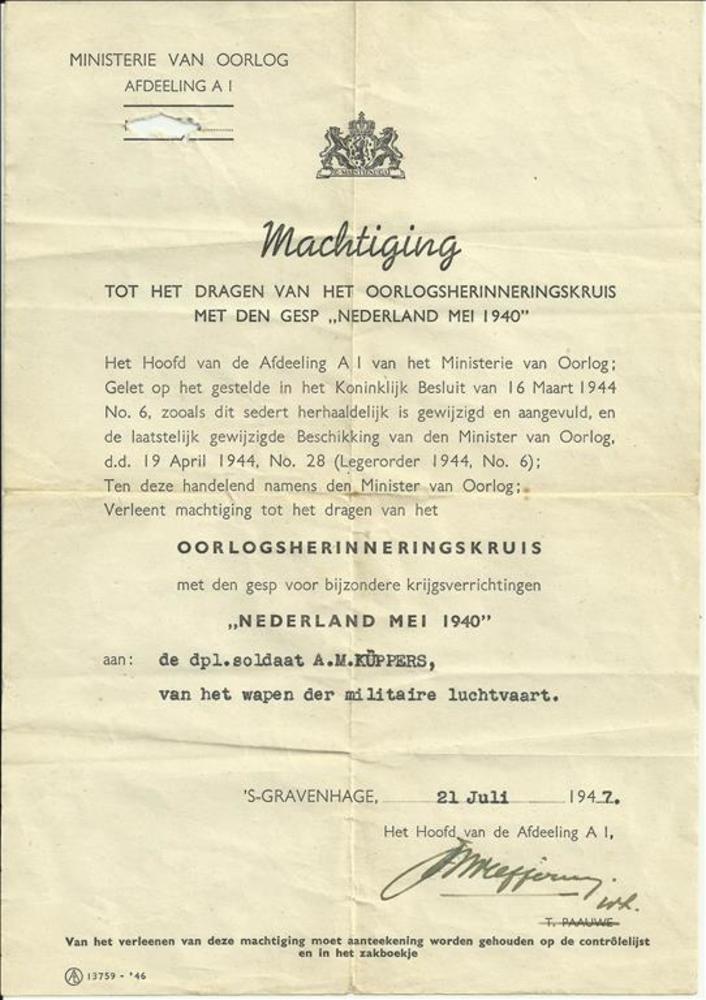 MINISTERIE VAN OORLOG
AFDEELING A I
JE MAINTIENDRAI
Machtiging
TOT HET DRAGEN VAN HET OORLOGSHERINNERINGSKRUIS
MET DEN GESP „NEDERLAND MEI 1940”
Het Hoofd van de Afdeeling A I van het Ministerie van Oorlog;
Gelet op het gestelde in het Koninklijk Besluit van 16 Maart 1944
No. 6, zooals dit sedert herhaaldelijk is gewijzigd en aangevuld, en
de laatstelijk gewijzigde Beschikking van den Minister van Oorlog,
d.d. 19 April 1944, No. 28 (Legerorder 1944, No. 6);
Ten deze handelend namens den Minister van Oorlog;
Verleent machtiging tot het dragen van het
OORLOGSHERINNERINGSKRUIS
met den gesp voor bijzondere krijgsverrichtingen
„NEDERLAND MEI 1940”
aan: de dpl.soldaat A.M.KÜPPERS,
van het wapen der militaire luchtvaart.
'S-GRAVENHAGE, 21 Juli 1947.
Het Hoofd van de Afdeeling A I,
T. PAAUWE
Van het verleenen van deze machtiging moet aanteekening worden gehouden op de contrôlelijst
en in het zakboekje
13759 - '46